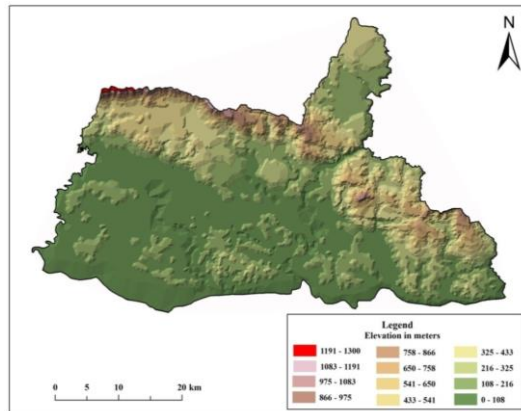 N
Legend
Elevation in meters
1191 - 1300 758 - 866 325 - 433
1083 - 1191 650 - 758 216 - 325
975 - 1083 541 - 650 108 - 216
866 - 975 433 - 541 0 - 108
0 5 10 20 km